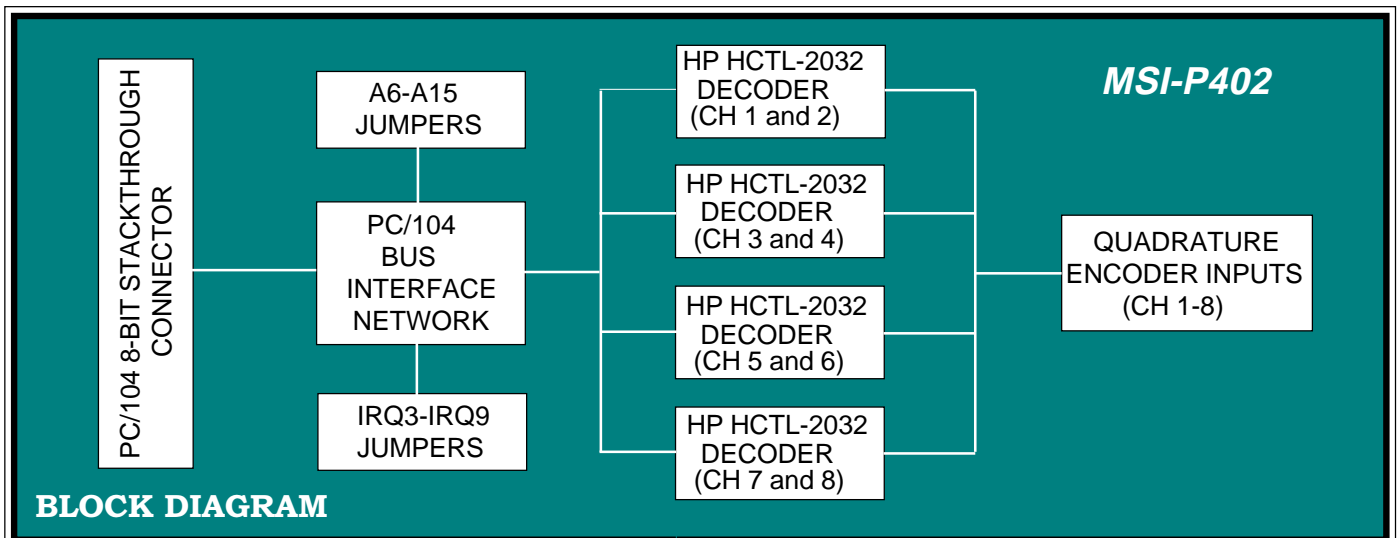 PC/104 8-BIT STACKTHROUGH
CONNECTOR
A6-A15
JUMPERS
PC/104
BUS
INTERFACE
NETWORK
IRQ3-IRQ9
JUMPERS
HP HCTL-2032
DECODER
(CH 1 and 2)
HP HCTL-2032
DECODER
(CH 3 and 4)
HP HCTL-2032
DECODER
(CH 5 and 6)
HP HCTL-2032
DECODER
(CH 7 and 8)
MSI-P402
QUADRATURE
ENCODER INPUTS
(CH 1-8)
BLOCK DIAGRAM